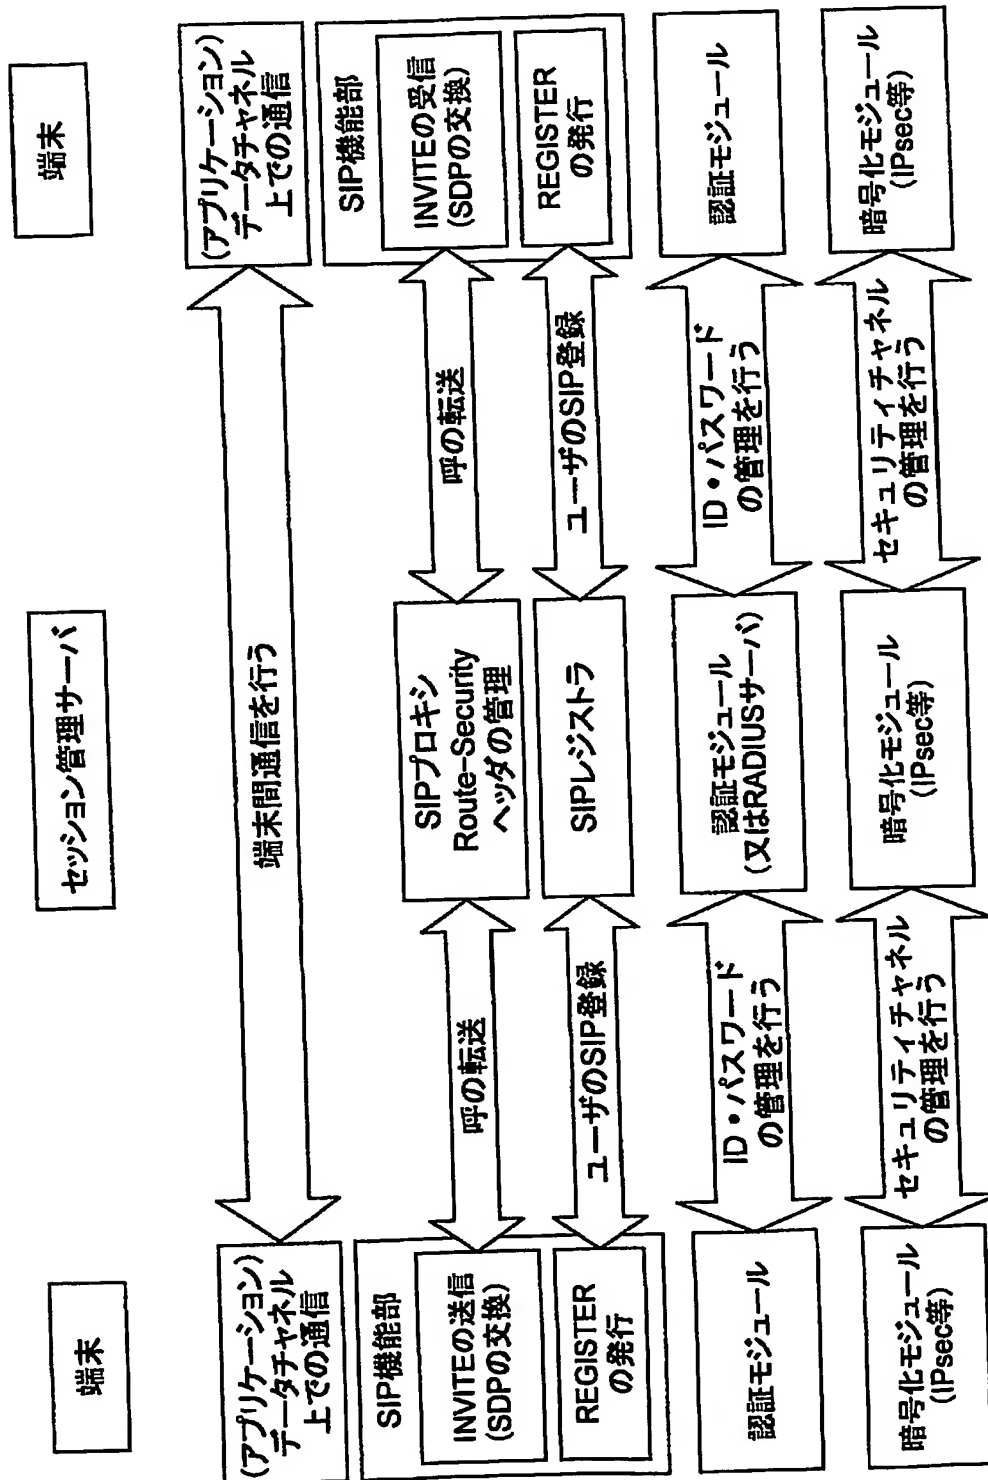 端末
セッション管理サーバ
端末
(アプリケーション)
データチャネル
上での通信
端末間通信を行う
(アプリケーション)
データチャネル
上での通信
SIP機能部
INVITEの送信
(SDPの交換)
呼の転送
SIPプロキシ
Route-Security
ヘッダの管理
呼の転送
SIP機能部
INVITEの受信
(SDPの交換)
REGISTER
の発行
ユーザのSIP登録
SIPレジストラ
ユーザのSIP登録
REGISTER
の発行
認証モジュール
ID・パスワード
の管理を行う
認証モジュール
(又はRADIUSサーバ)
ID・パスワード
の管理を行う
認証モジュール
暗号化モジュール
(IPsec等)
セキュリティチャネル
の管理を行う
暗号化モジュール
(IPsec等)
セキュリティチャネル
の管理を行う
暗号化モジュール
(IPsec等)